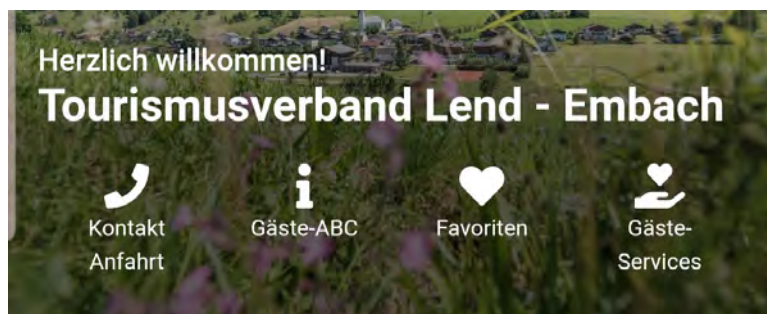 Herzlich willkommen!
Tourismusverband Lend - Embach
Kontakt
Anfahrt
Gäste-ABC
Favoriten
Gäste-
Services